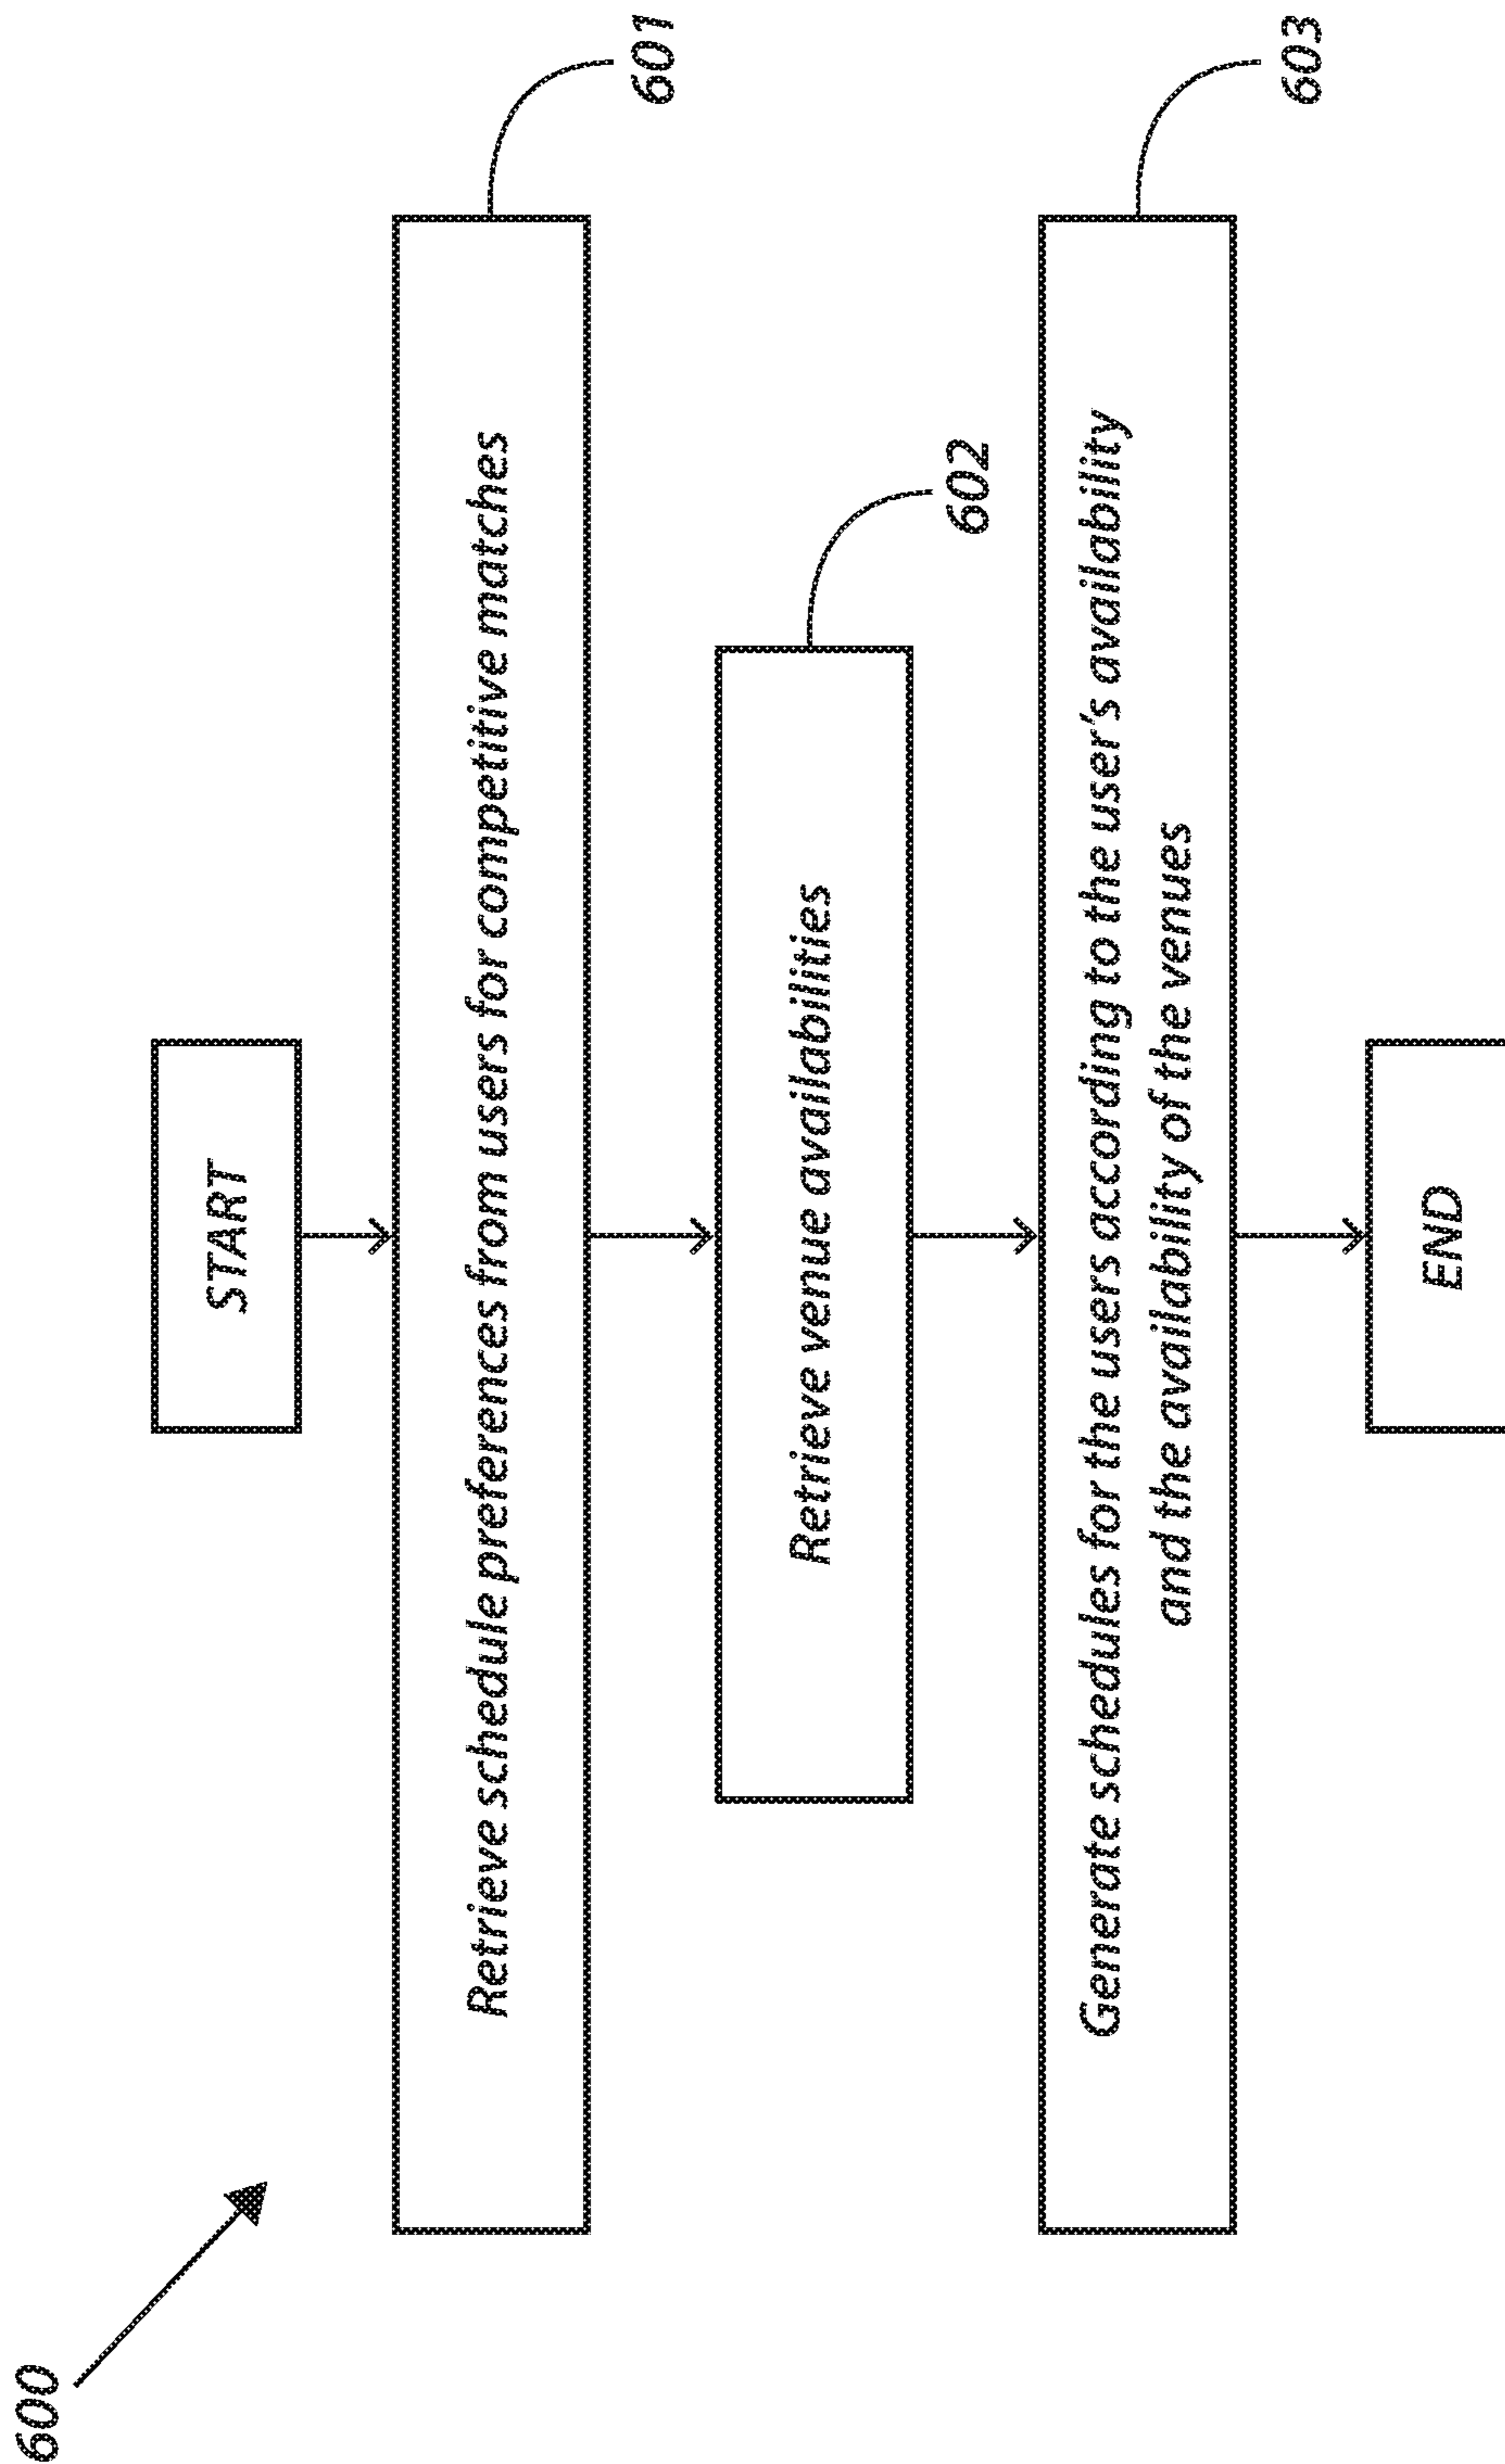 600
START
Retrieve schedule preferences from users for competitive matches
601
Retrieve venue availabilities
602
Generate schedules for the users according to the user's availability
and the availability of the venues
603
END